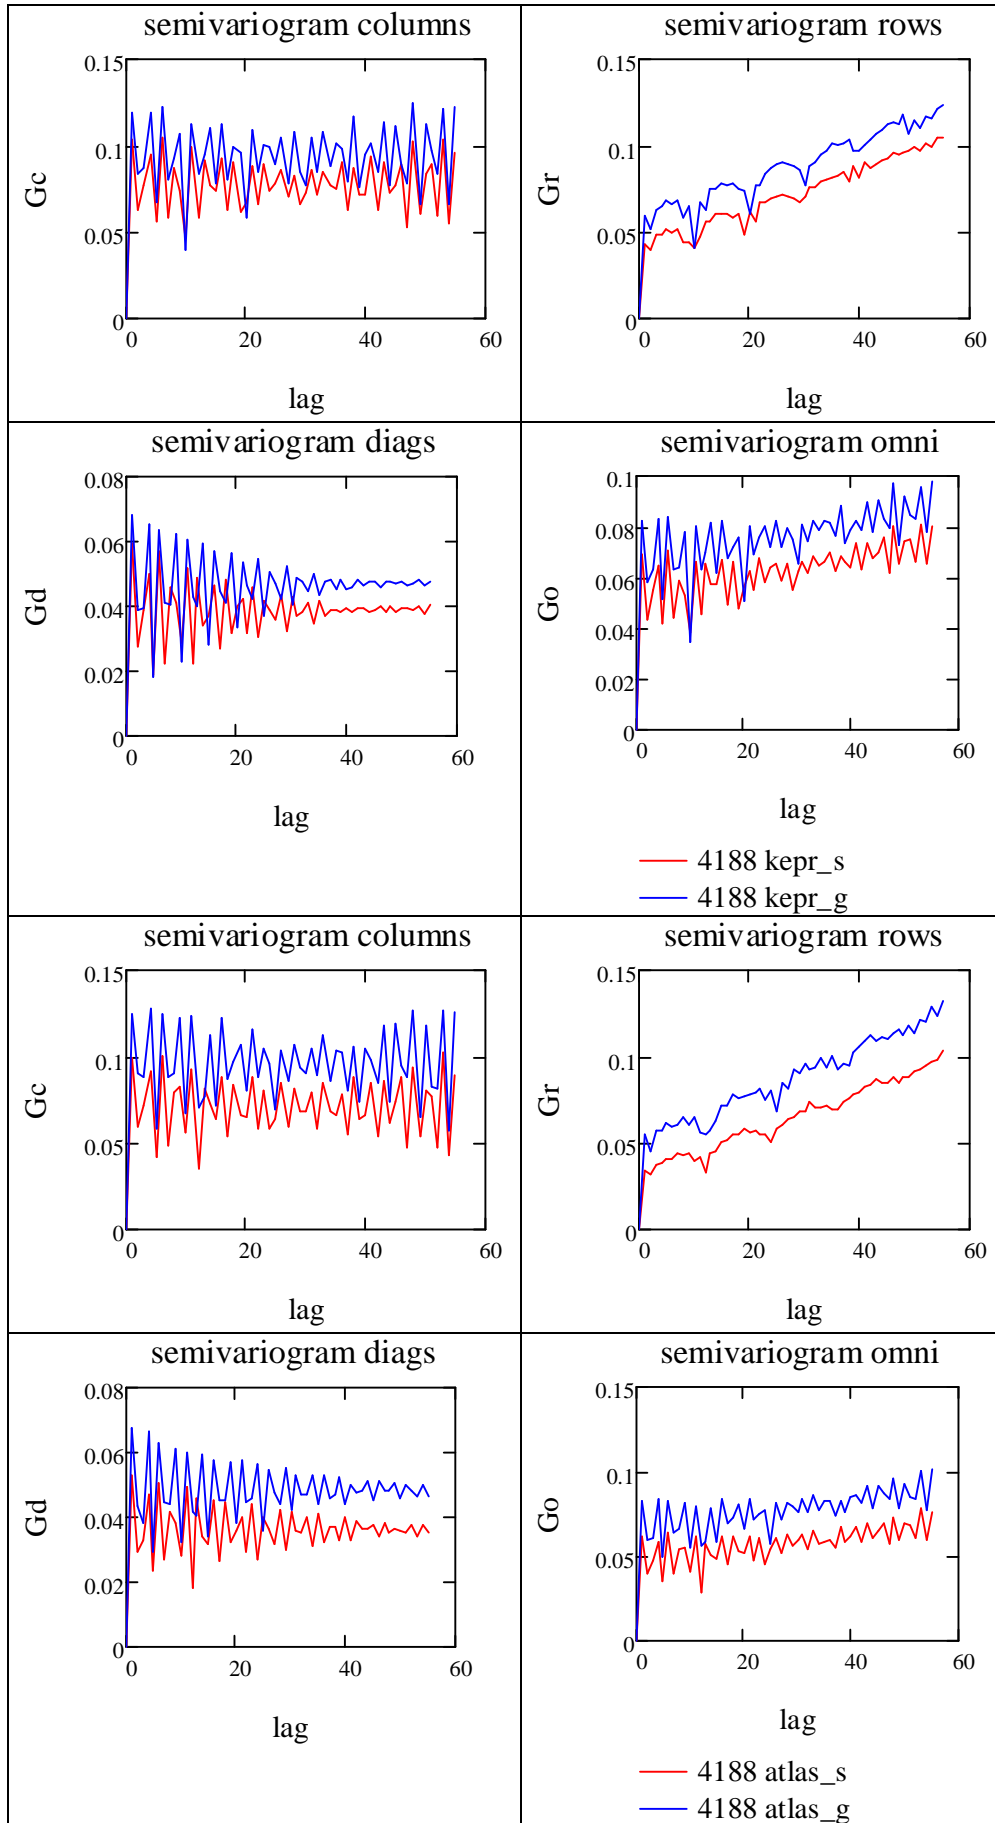 semivariogram columns
0.15
0.1
0.05
0
Gc
0
20
40
60
lag
semivariogram rows
0.15
0.1
0.05
0
Gr
0
20
40
60
lag
semivariogram diags
0.08
0.06
0.04
0.02
0
Gd
0
20
40
60
lag
semivariogram omni
0.1
0.08
0.06
0.04
0.02
0
Go
0
20
40
60
lag
4188 kepr_s
4188 kepr_g
semivariogram columns
0.15
0.1
0.05
0
Gc
0
20
40
60
lag
semivariogram rows
0.15
0.1
0.05
0
Gr
0
20
40
60
lag
semivariogram diags
0.08
0.06
0.04
0.02
0
Gd
0
20
40
60
lag
semivariogram omni
0.15
0.1
0.05
0
Go
0
20
40
60
lag
4188 atlas_s
4188 atlas_g